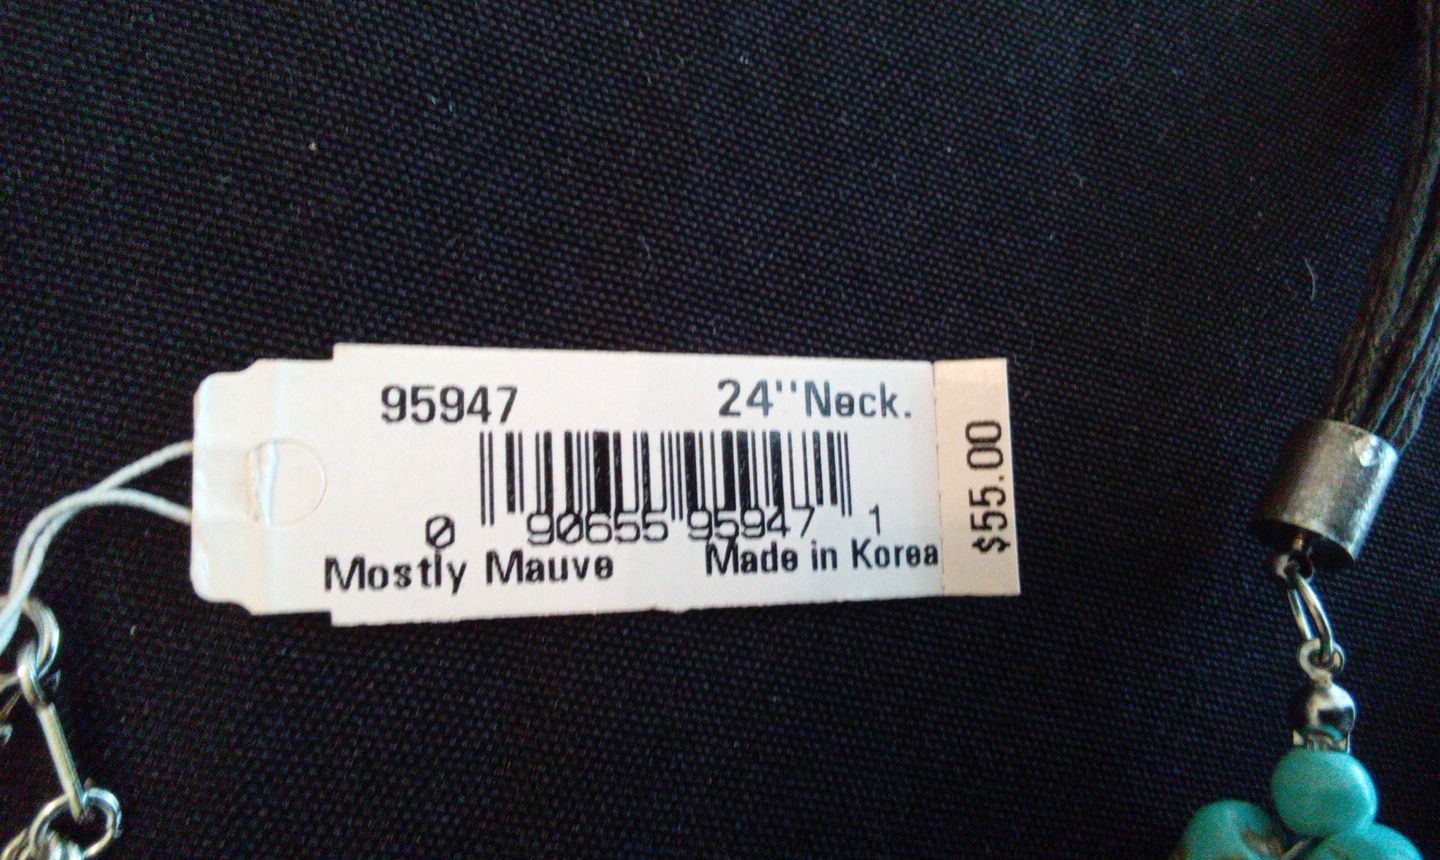 95947 24"Neck.
0 90655 95947 1
Mostly Mauve Made in Korea
$55.00